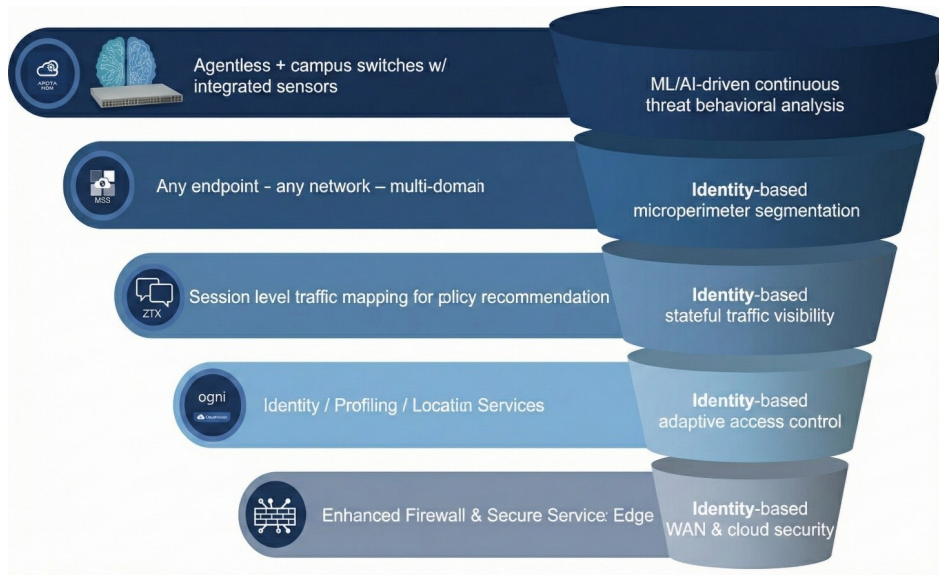 Agentless + campus switches w/
integrated sensors
ML/AI-driven continuous
threat behavioral analysis
MSS
Any endpoint - any network – multi-domain
Identity-based
microperimeter segmentation
ZTX
Session level traffic mapping for policy recommendation
Identity-based
stateful traffic visibility
ogni
Identity / Profiling / Locatin Services
Identity-based
adaptive access control
Enhanced Firewall & Secure Service: Edge
Identity-based
WAN & cloud security